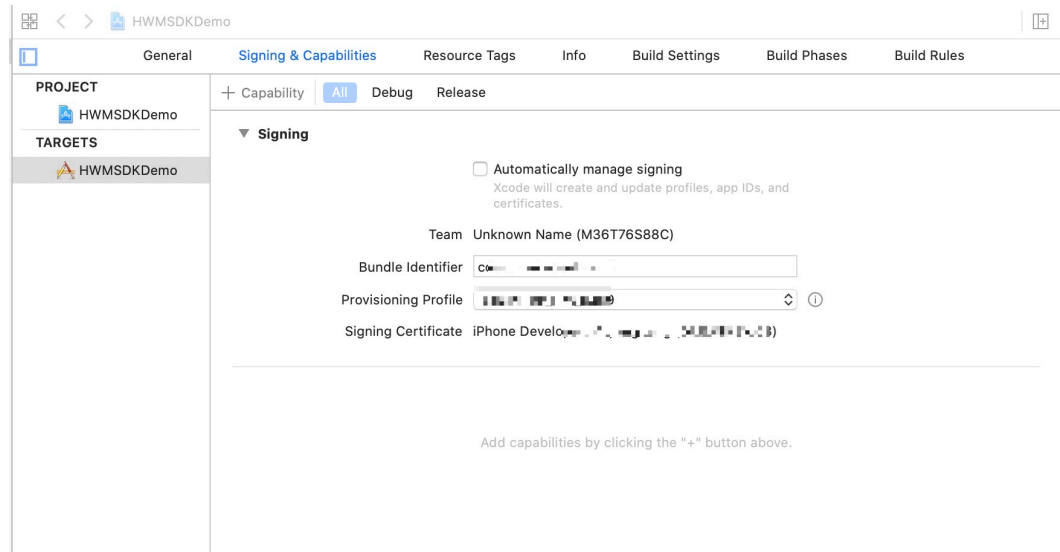 HWMSDKDemo
General Signing & Capabilities Resource Tags Info Build Settings Build Phases Build Rules
PROJECT
HWMSDKDemo
TARGETS
HWMSDKDemo
+ Capability All Debug Release
Signing
Automatically manage signing
Xcode will create and update profiles, app IDs, and
certificates.
Team Unknown Name (M36T76S88C)
Bundle Identifier
Provisioning Profile
Signing Certificate iPhone
Add capabilities by clicking the "+" button above.